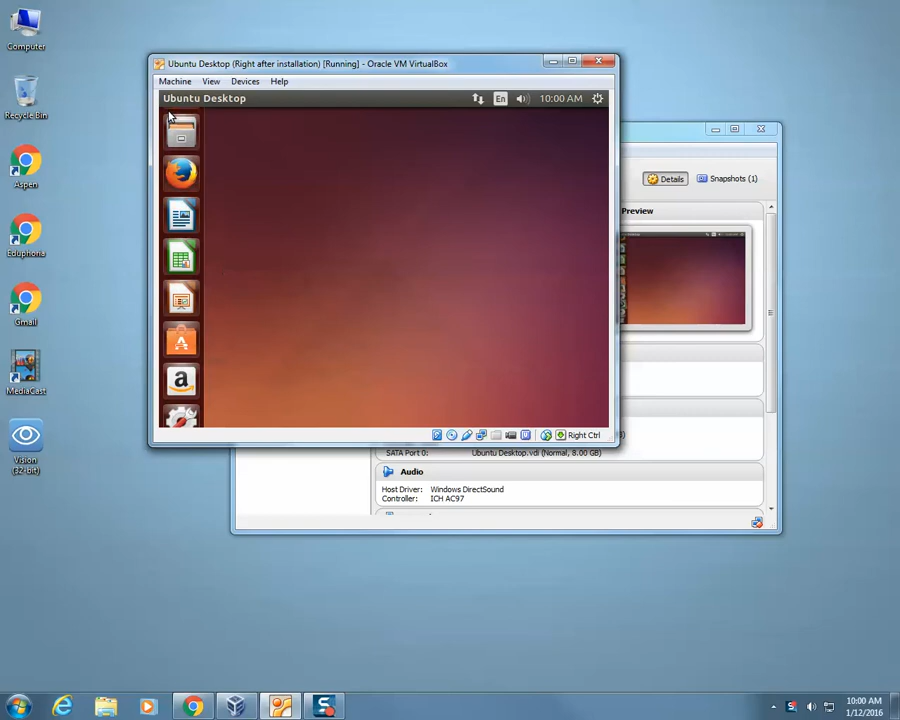 Computer
Recycle Bin
Aspen
Eduphoria
Gmail
MediaCast
Vision
(32-bit)
Ubuntu Desktop (Right after installation) [Running] - Oracle VM VirtualBox
Machine View Devices Help
Ubuntu Desktop
En
10:00 AM
Right Ctrl
Details
Snapshots (1)
Preview
SATA Port 0: Ubuntu Desktop.vdi (Normal, 8.00 GB)
Audio
Host Driver: Windows DirectSound
Controller: ICH AC97
10:00 AM
1/12/2016